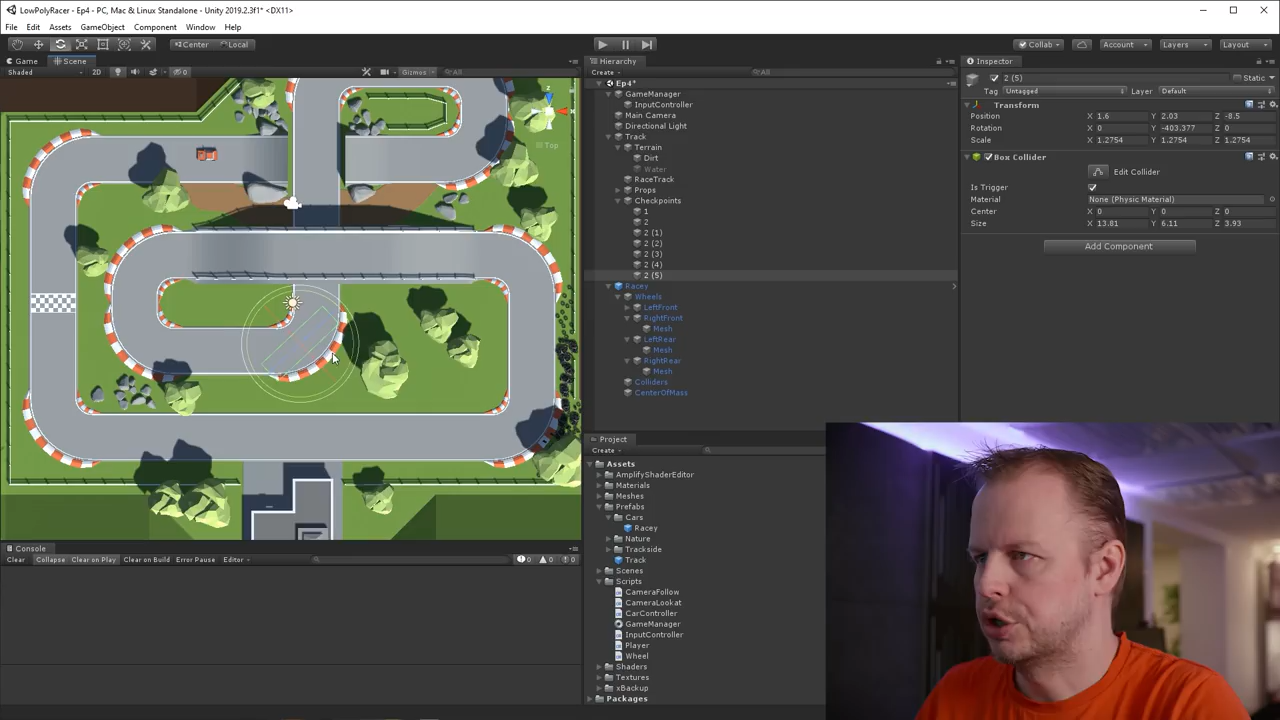 LowPolyRacer - Ep4 - PC, Mac & Linux Standalone - Unity 2019.2.3f1* <DX11>
File Edit Assets GameObject Component Window Help
Center Local Collab Account Layers Layout
Game Scene Hierarchy Inspector
Shaded 2D 0 Gizmos All Create All
2 (5) Static
Tag Untagged Layer Default
Transform
Position X 1.6 Y 2.03 Z -8.5
Rotation X 0 Y -403.377 Z 0
Scale X 1.2754 Y 1.2754 Z 1.2754
Box Collider
Edit Collider
Is Trigger
Material None (Physic Material)
Center X 0 Y 0 Z 0
Size X 13.81 Y 6.11 Z 3.93
Add Component
z
Top
Ep4*
GameManager
InputController
Main Camera
Directional Light
Track
Terrain
Dirt
Water
RaceTrack
Props
Checkpoints
1
2
2 (1)
2 (2)
2 (3)
2 (4)
2 (5)
Racey
Wheels
LeftFront
RightFront
Mesh
LeftRear
Mesh
RightRear
Mesh
Colliders
CenterOfMass
Project
Create
Assets
AmplifyShaderEditor
Materials
Meshes
Prefabs
Cars
Racey
Nature
Trackside
Track
Scenes
Scripts
CameraFollow
CameraLookat
CarController
GameManager
InputController
Player
Wheel
Shaders
Textures
xBackup
Packages
Console
Clear Collapse Clear on Play Clear on Build Error Pause Editor 0 0 0